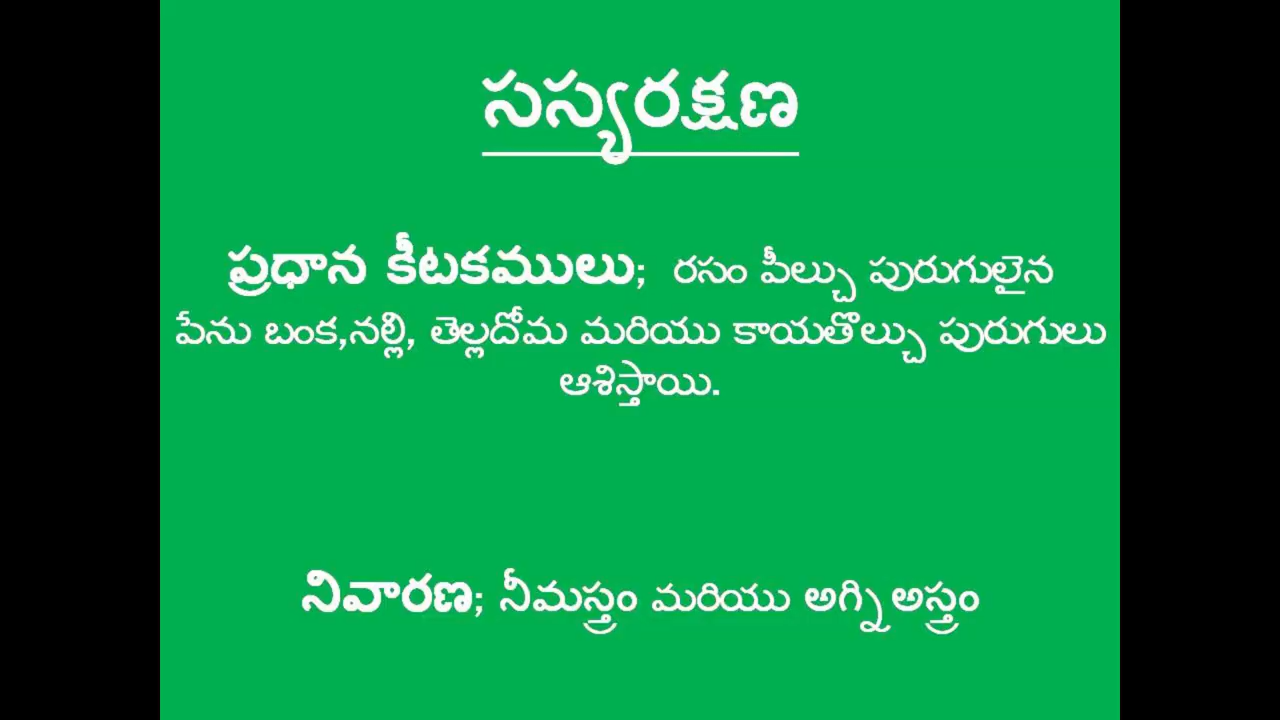 సస్యరక్షణ
ప్రధాన కీటకములు; రసం పీల్చు పురుగులైన
పేను బంక,నల్లి, తెల్లదోమ మరియు కాయతొల్చు పురుగులు
ఆశిస్తాయి.
నివారణ; నీమస్త్రం మరియు అగ్ని అస్త్రం